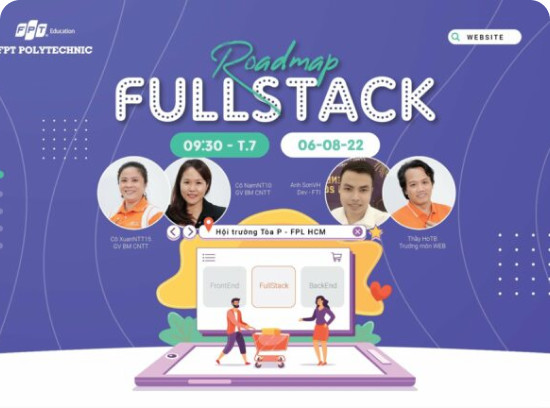 FPT Education
FPT POLYTECHNIC
WEBSITE
Roadmap
FULLSTACK
09:30 - T.7
06-08-22
Cô XuanNTT15
GV BM CNTT
Cô NamNT10
GV BM CNTT
Anh SonVH
Dev - FTI
Thầy HoTB
Trưởng môn WEB
Hội trường Tòa P - FPL HCM
FrontEnd
FullStack
BackEnd